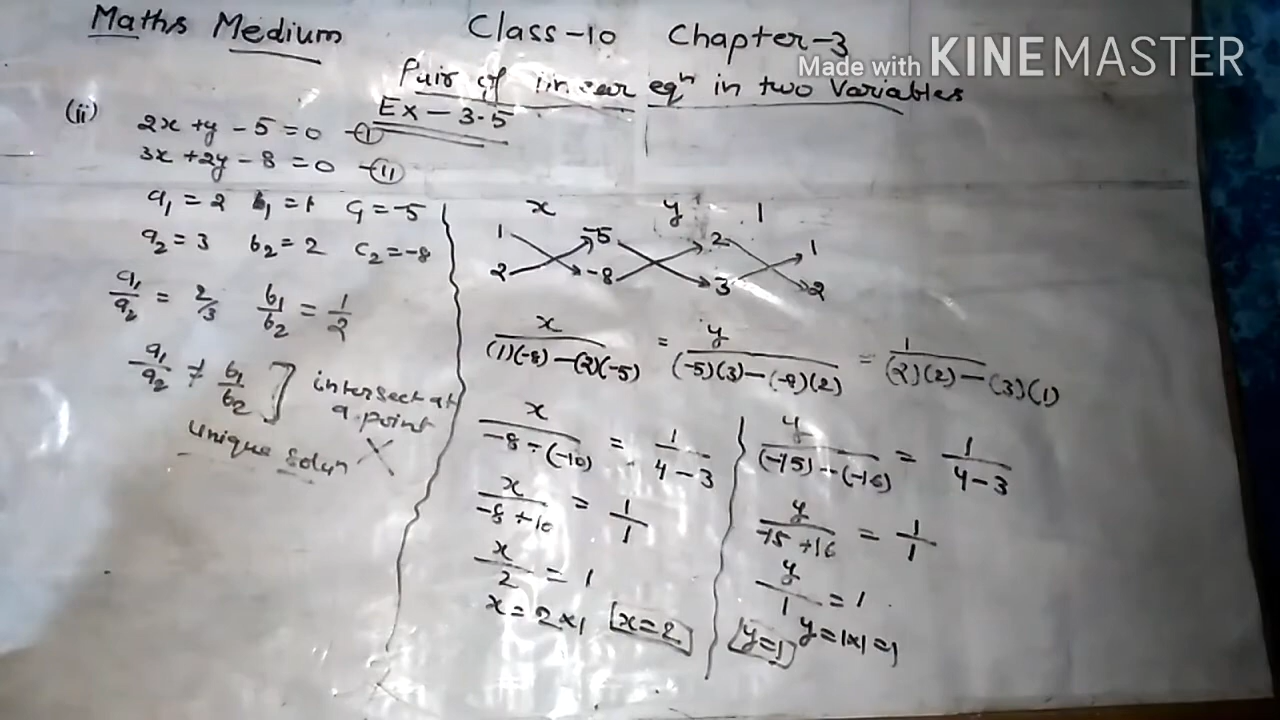 Maths Medium Class-10 Chapter-3
Made with KINEMASTER
Pair of linear eqⁿ in two Variables
Ex-3.5
(ii) 2x+y-5=0 -(I)
3x+2y-8=0 -(II)
a₁=2 b₁=1 C₁=-5
a₂=3 b₂=2 C₂=-8
a₁/a₂ = 2/3 b₁/b₂ = 1/2
a₁/a₂ ≠ b₁/b₂ ] intersect at
a point
unique solun
x y 1
1 -5 2 1
2 -8 3 2
x/(1)(-8)-(2)(-5) = y/(-5)(3)-(-8)(2) = 1/(2)(2)-(3)(1)
x/-8-(-10) = 1/4-3
x/-8+10 = 1/1
x/2 = 1
x=2x1 x=2
y/(-15)-(-16) = 1/4-3
y/-15+16 = 1/1
y/1 = 1
y=1 y=1x1=1